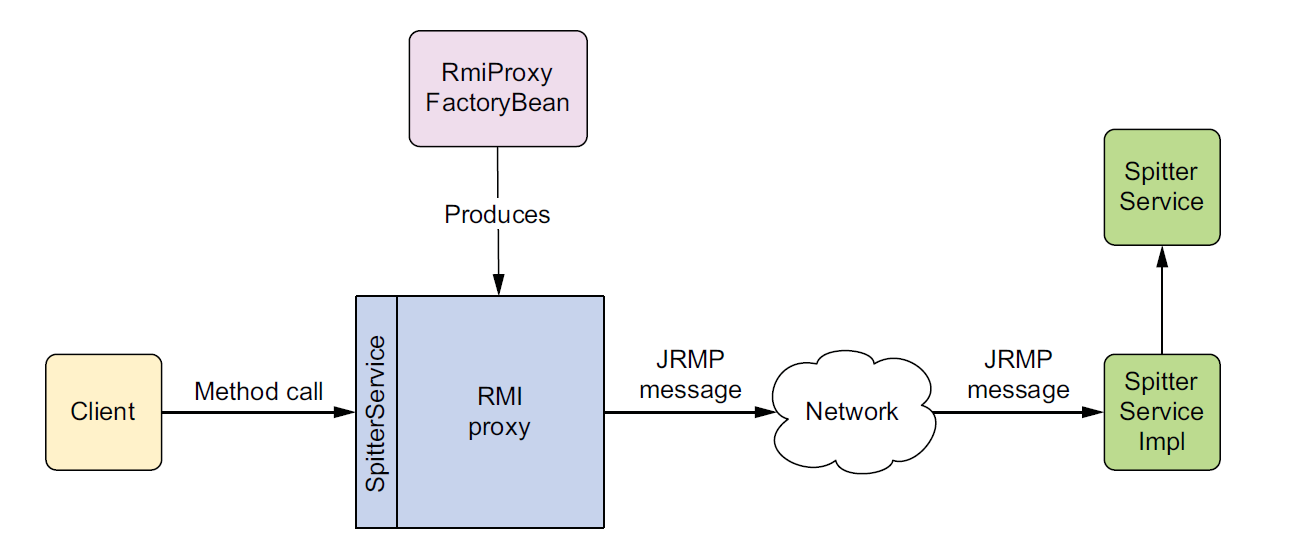 RmiProxy
FactoryBean
Produces
Spitter
Service
Client
Method call
SpitterService
RMI
proxy
JRMP
message
Network
JRMP
message
Spitter
Service
Impl